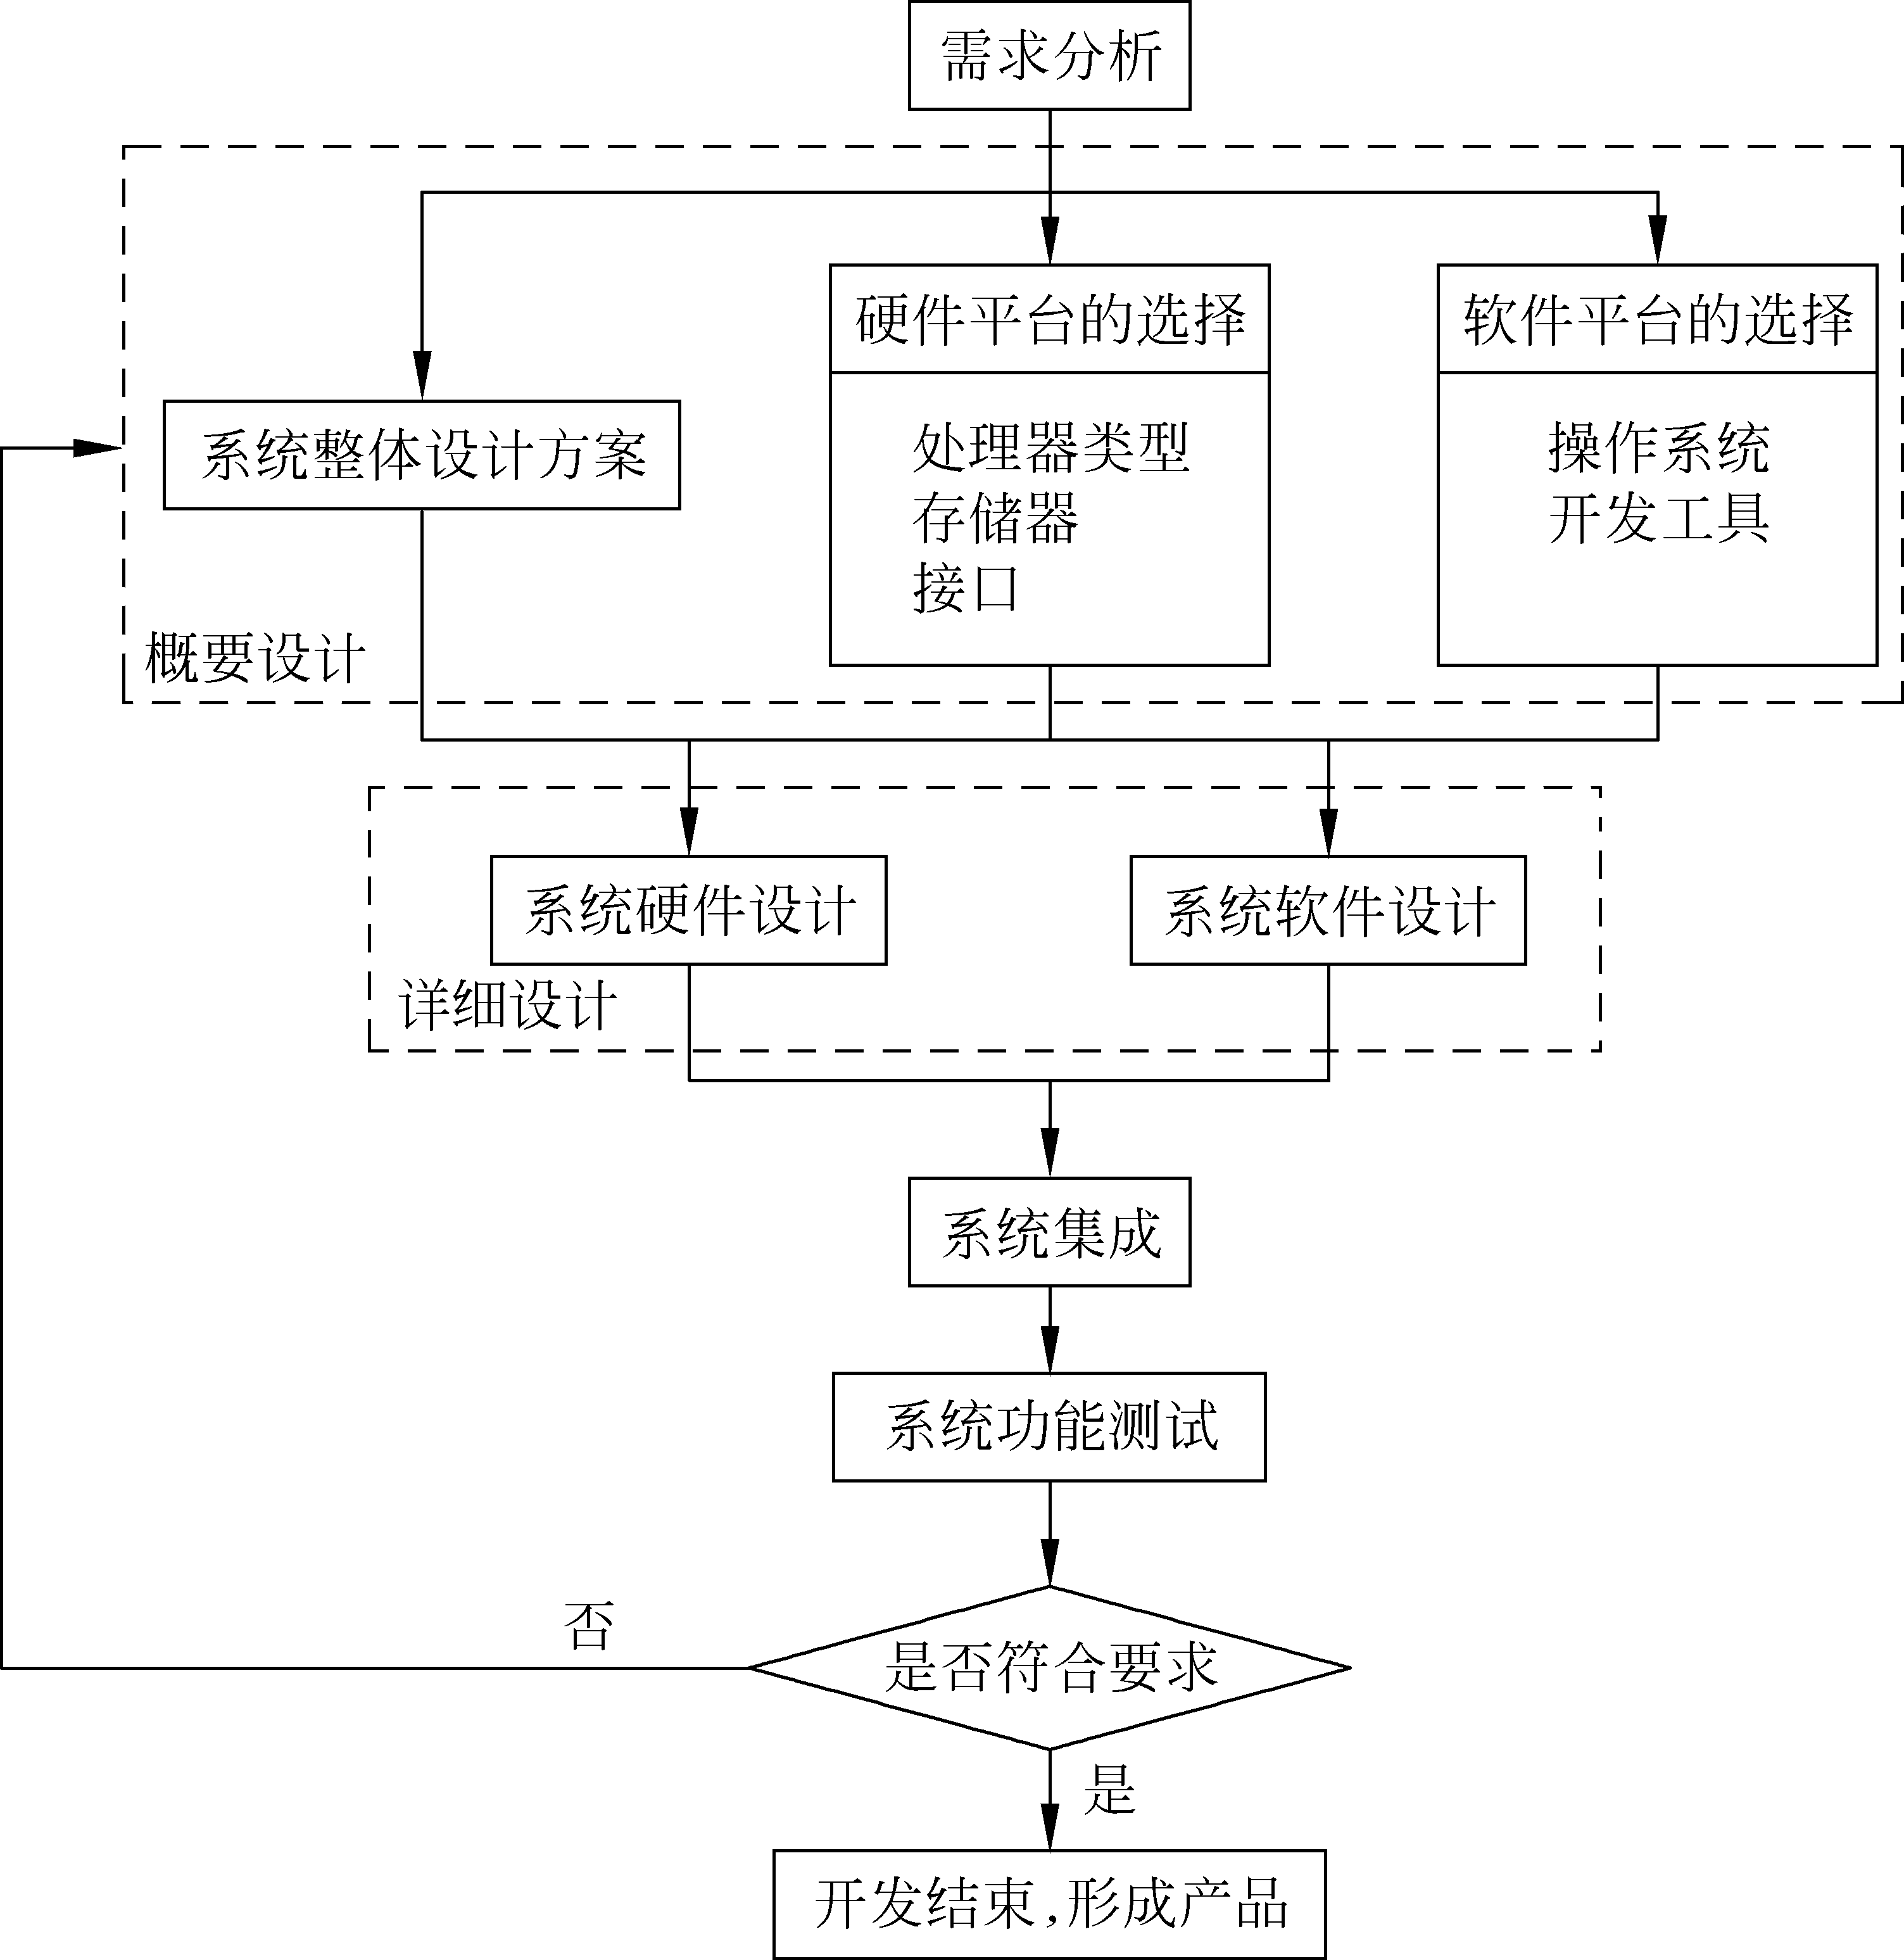 需求分析
硬件平台的选择
软件平台的选择
系统整体设计方案
处理器类型
存储器
接口
操作系统
开发工具
概要设计
系统硬件设计
系统软件设计
详细设计
系统集成
系统功能测试
否
是否符合要求
是
开发结束,形成产品